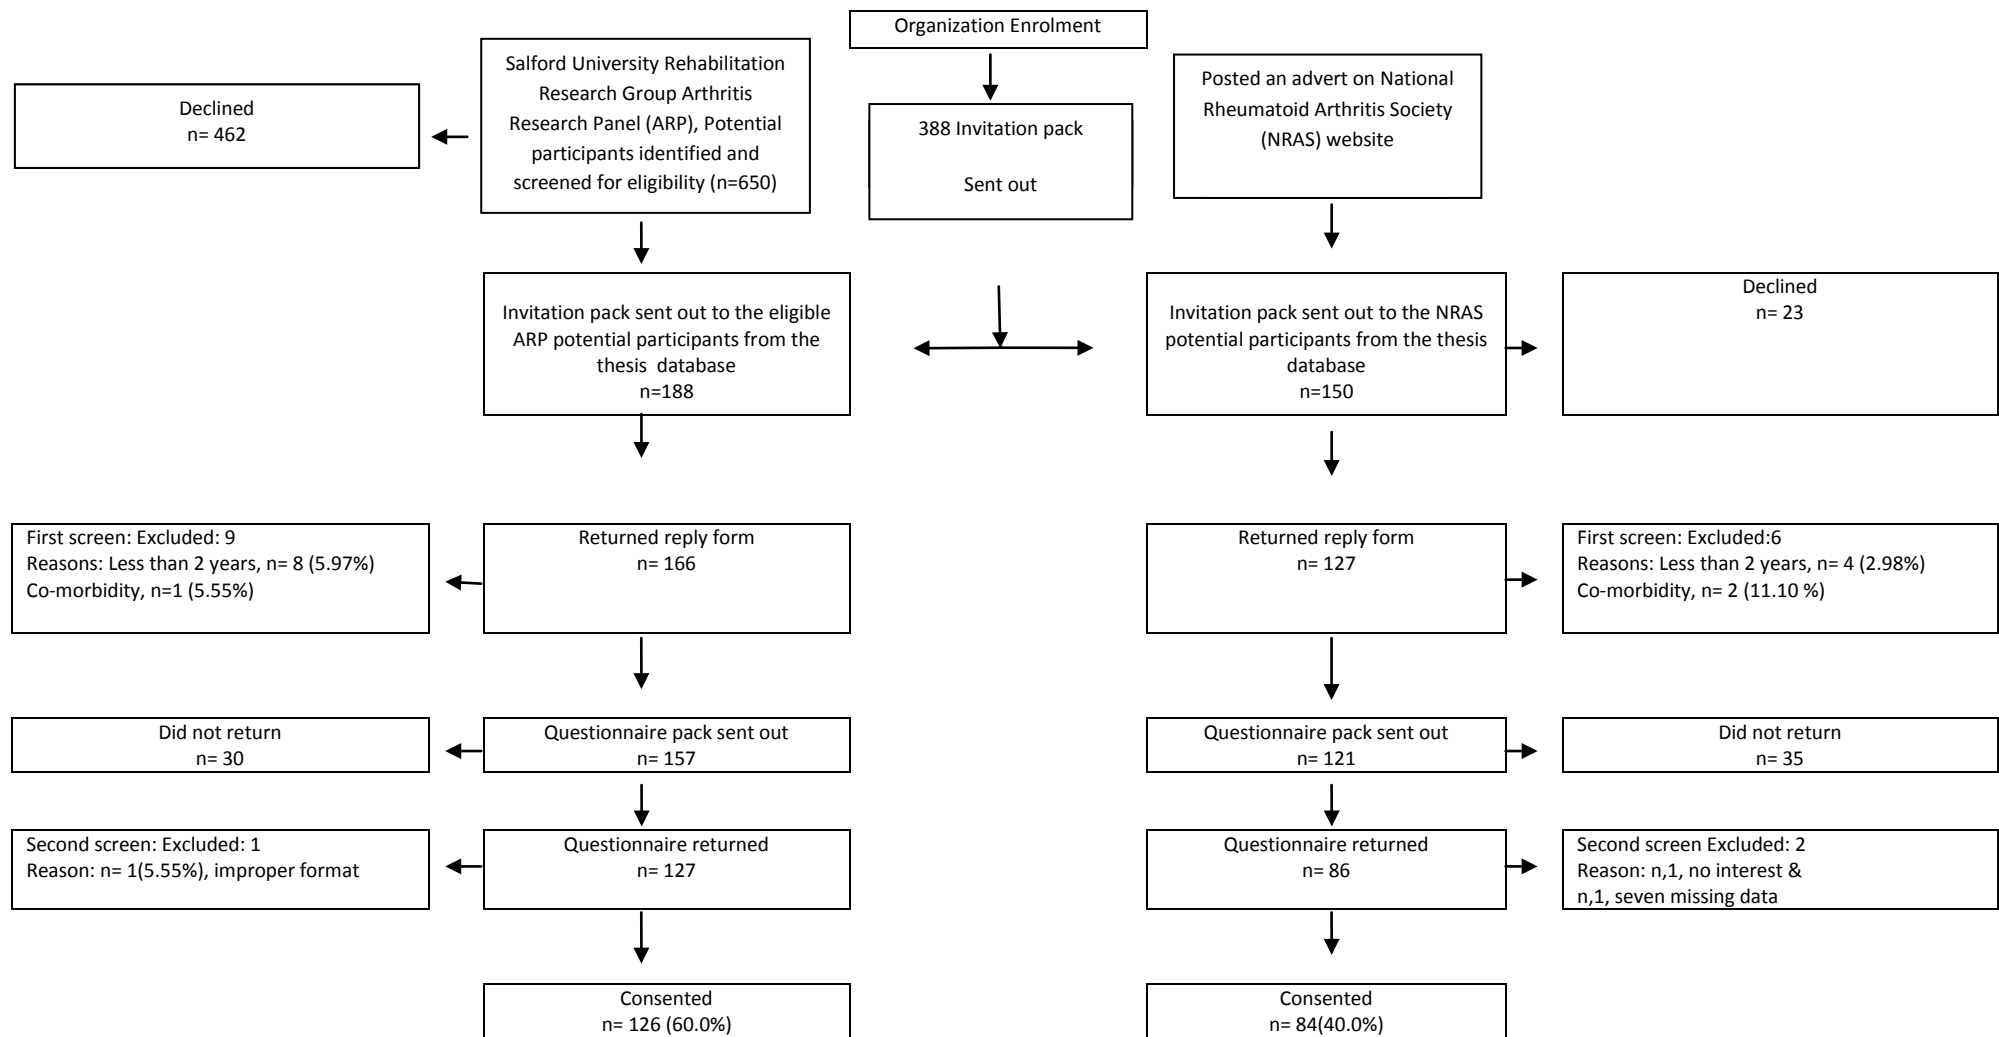 Organization Enrolment
Declined
n= 462
Salford University Rehabilitation
Research Group Arthritis
Research Panel (ARP), Potential
participants identified and
screened for eligibility (n=650)
388 Invitation pack
Sent out
Posted an advert on National
Rheumatoid Arthritis Society
(NRAS) website
Invitation pack sent out to the eligible
ARP potential participants from the
thesis  database
n=188
Invitation pack sent out to the NRAS
potential participants from the thesis
database
n=150
Declined
n= 23
First screen: Excluded: 9
Reasons: Less than 2 years, n= 8 (5.97%)
Co-morbidity, n=1 (5.55%)
Returned reply form
n= 166
Returned reply form
n= 127
First screen: Excluded:6
Reasons: Less than 2 years, n= 4 (2.98%)
Co-morbidity, n= 2 (11.10 %)
Did not return
n= 30
Questionnaire pack sent out
n= 157
Questionnaire pack sent out
n= 121
Did not return
n= 35
Second screen: Excluded: 1
Reason: n= 1(5.55%), improper format
Questionnaire returned
n= 127
Questionnaire returned
n= 86
Second screen Excluded: 2
Reason: n,1, no interest &
n,1, seven missing data
Consented
n= 126 (60.0%)
Consented
n= 84(40.0%)